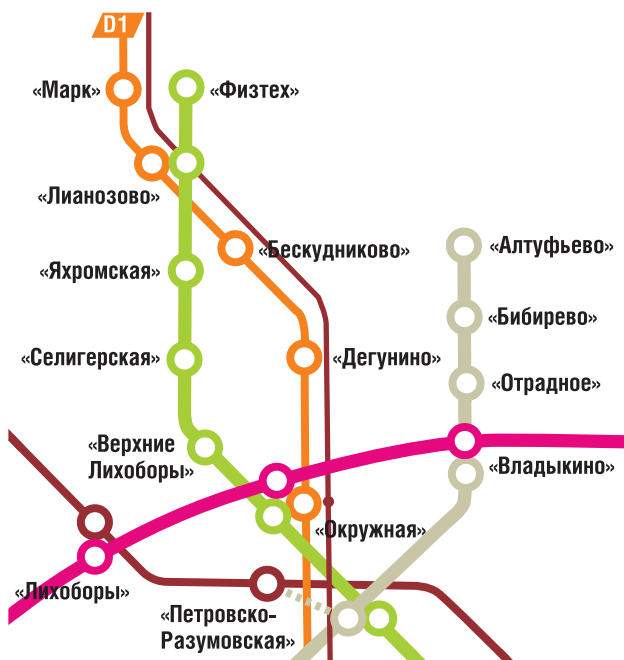 D1
«Марк»
«Физтех»
«Лианозово»
«Бескудниково»
«Алтуфьево»
«Яхромская»
«Бибирево»
«Селигерская»
«Дегунино»
«Отрадное»
«Верхние
Лихоборы»
«Владыкино»
«Окружная»
«Лихоборы»
«Петровско-
Разумовская»